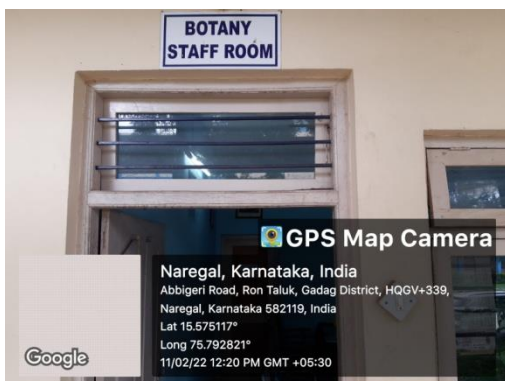 BOTANY
STAFF ROOM
GPS Map Camera
Naregal, Karnataka, India
Abbigeri Road, Ron Taluk, Gadag District, HQGV+339,
Naregal, Karnataka 582119, India
Lat 15.575117°
Long 75.792821°
11/02/22 12:20 PM GMT +05:30
Google